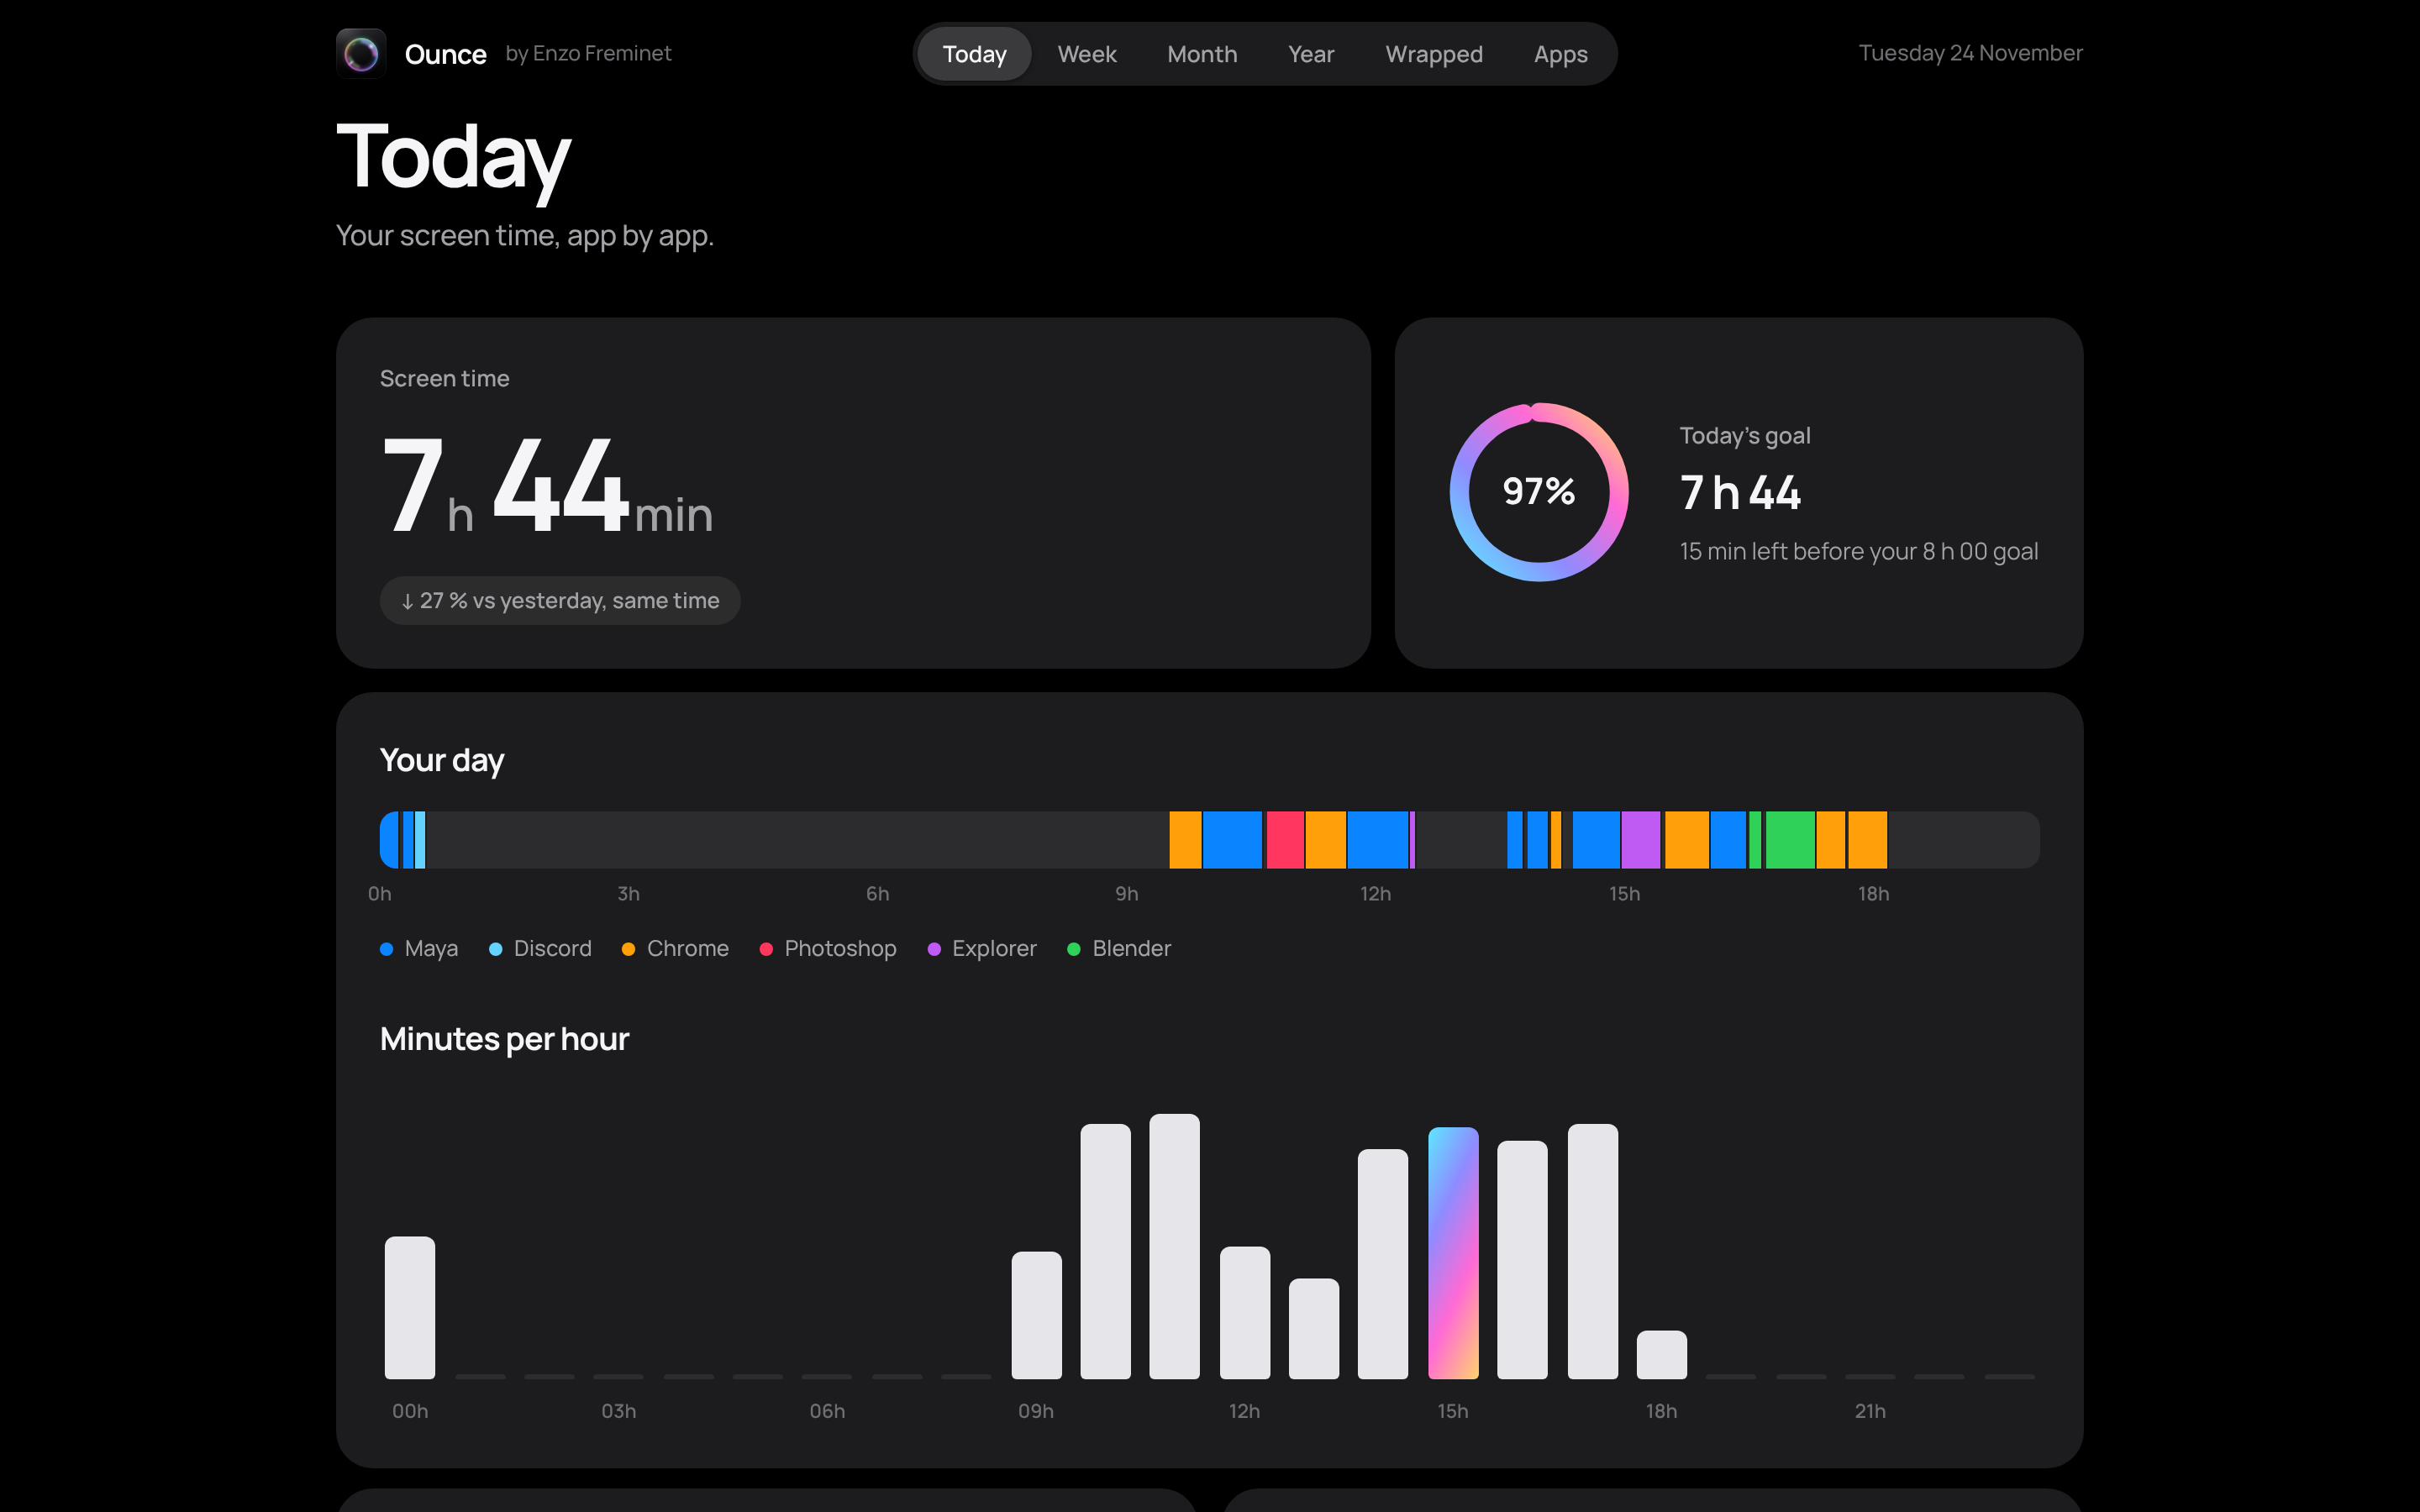 Ounce by Enzo Freminet
Today Week Month Year Wrapped Apps
Tuesday 24 November
Today
Your screen time, app by app.
Screen time
7 h 44 min
↓ 27 % vs yesterday, same time
97%
Today’s goal
7 h 44
15 min left before your 8 h 00 goal
Your day
0h 3h 6h 9h 12h 15h 18h
Maya Discord Chrome Photoshop Explorer Blender
Minutes per hour
00h 03h 06h 09h 12h 15h 18h 21h